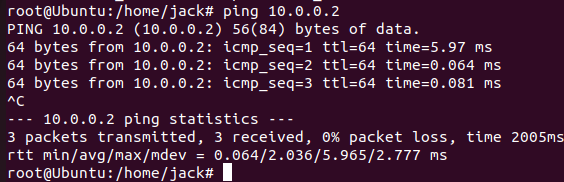 root@Ubuntu:/home/jack# ping 10.0.0.2
PING 10.0.0.2 (10.0.0.2) 56(84) bytes of data.
64 bytes from 10.0.0.2: icmp_seq=1 ttl=64 time=5.97 ms
64 bytes from 10.0.0.2: icmp_seq=2 ttl=64 time=0.064 ms
64 bytes from 10.0.0.2: icmp_seq=3 ttl=64 time=0.081 ms
^C
--- 10.0.0.2 ping statistics ---
3 packets transmitted, 3 received, 0% packet loss, time 2005ms
rtt min/avg/max/mdev = 0.064/2.036/5.965/2.777 ms
root@Ubuntu:/home/jack#